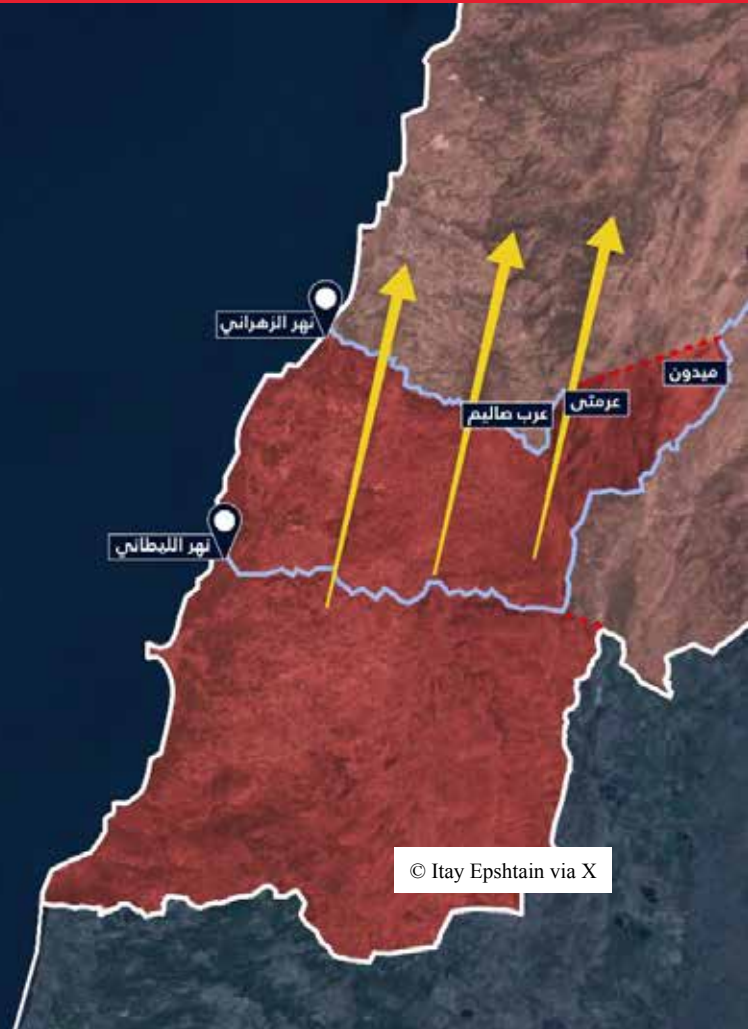 نهر الزهراني
ميدون
عرمتى
عرب صاليم
نهر الليطاني
© Itay Epshtain via X